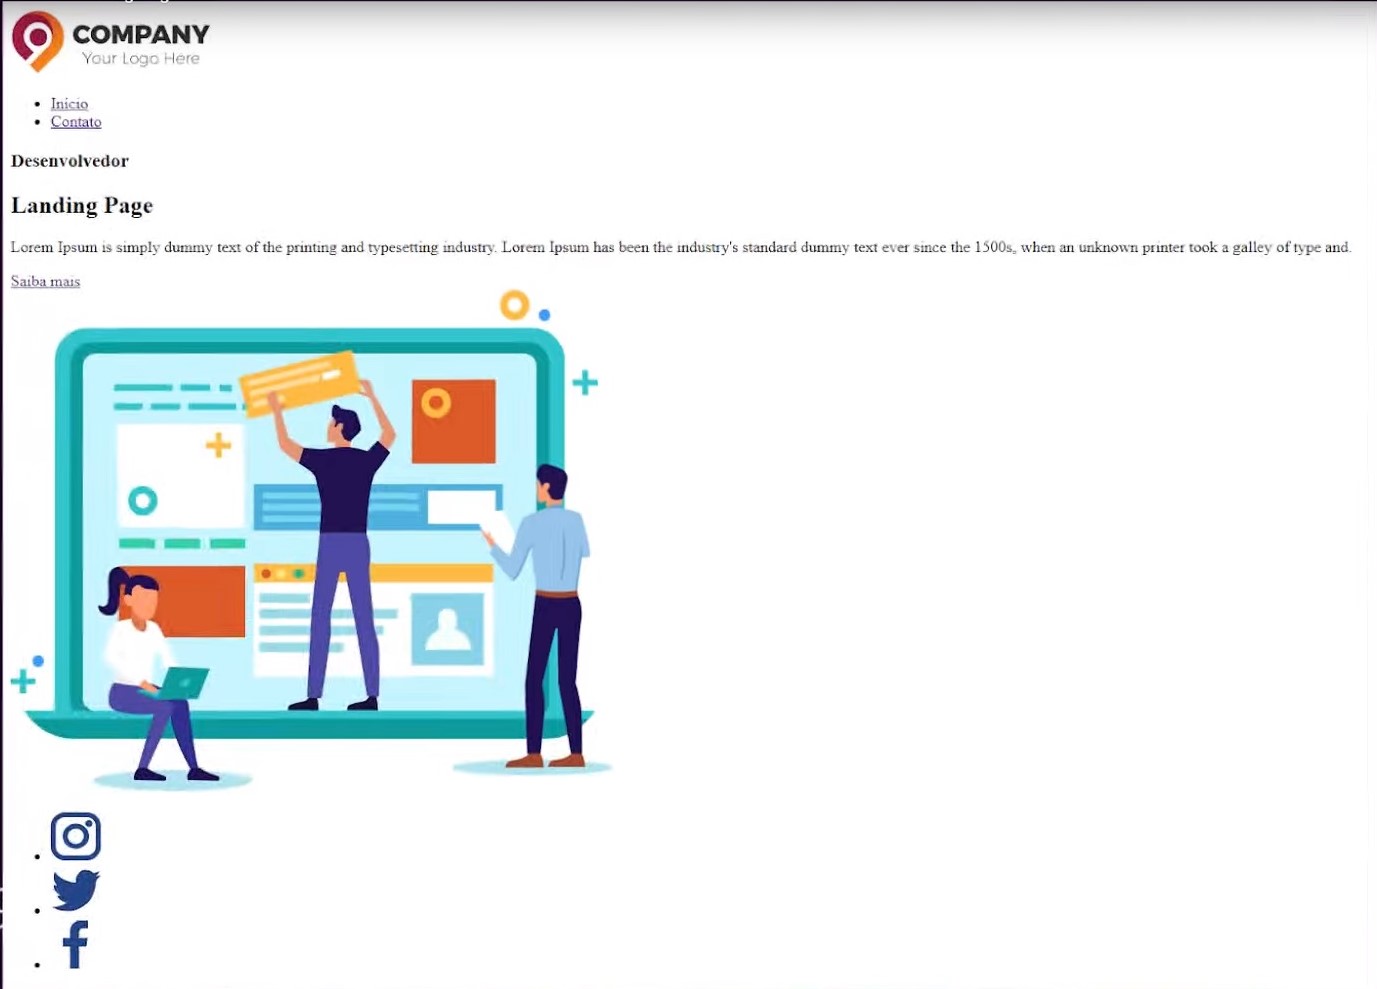 COMPANY
Your Logo Here
Inicio
Contato
Desenvolvedor
Landing Page
Lorem Ipsum is simply dummy text of the printing and typesetting industry. Lorem Ipsum has been the industry's standard dummy text ever since the 1500s, when an unknown printer took a galley of type and.
Saiba mais